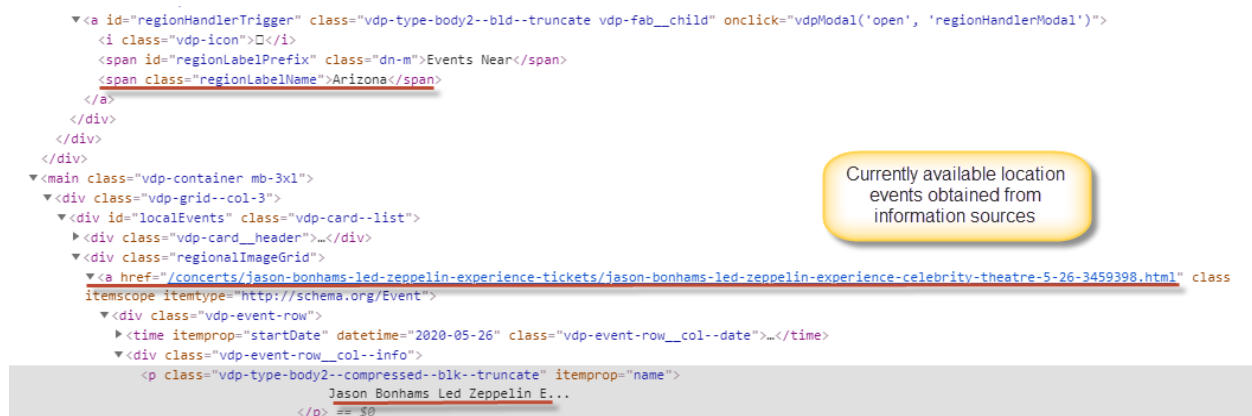 ▼<a id="regionHandlerTrigger" class="vdp-type-body2--bld--truncate vdp-fab__child" onclick="vdpModal('open', 'regionHandlerModal')">
<i class="vdp-icon">□</i>
<span id="regionLabelPrefix" class="dn-m">Events Near</span>
<span class="regionLabelName">Arizona</span>
</a>
</div>
</div>
</div>
▼<main class="vdp-container mb-3xl">
▼<div class="vdp-grid--col-3">
▼<div id="localEvents" class="vdp-card--list">
▶<div class="vdp-card__header">…</div>
▼<div class="regionalImageGrid">
▼<a href="/concerts/jason-bonhams-led-zeppelin-experience-tickets/jason-bonhams-led-zeppelin-experience-celebrity-theatre-5-26-3459398.html" class
itemscope itemtype="http://schema.org/Event">
▼<div class="vdp-event-row">
▶<time itemprop="startDate" datetime="2020-05-26" class="vdp-event-row__col--date">…</time>
▼<div class="vdp-event-row__col--info">
<p class="vdp-type-body2--compressed--blk--truncate" itemprop="name">
Jason Bonhams Led Zeppelin E...
</p> == $0
Currently available location
events obtained from
information sources